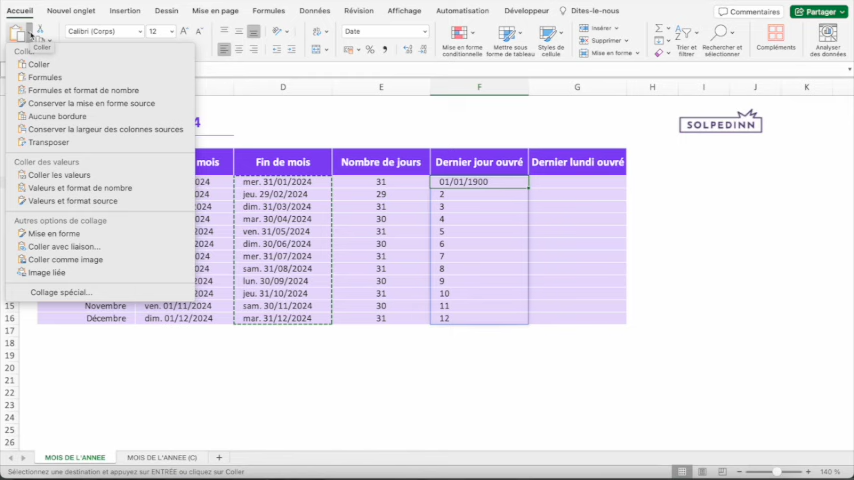 Accueil Nouvel onglet Insertion Dessin Mise en page Formules Données Révision Affichage Automatisation Développeur Dites-le-nous Commentaires Partager
Calibri (Corps) 12 A A Date Insérer
Supprimer
Mise en forme
Mise en forme conditionnelle
Mettre sous forme de tableau
Styles de cellules
Trier et filtrer
Rechercher et sélectionner
Compléments
Analyser des données
Coller
Coller
Formules
Formules et format de nombre
Conserver la mise en forme source
Aucune bordure
Conserver la largeur des colonnes sources
Transposer
Coller des valeurs
Coller les valeurs
Valeurs et format de nombre
Valeurs et format source
Autres options de collage
Mise en forme
Coller avec liaison...
Coller comme image
Image liée
Collage spécial...
D E F G H I J K
4
SOLPEDINN
mois Fin de mois Nombre de jours Dernier jour ouvré Dernier lundi ouvré
2024 mer. 31/01/2024 31 01/01/1900
2024 jeu. 29/02/2024 29 2
2024 dim. 31/03/2024 31 3
2024 mar. 30/04/2024 30 4
2024 ven. 31/05/2024 31 5
2024 dim. 30/06/2024 30 6
2024 mer. 31/07/2024 31 7
2024 sam. 31/08/2024 31 8
2024 lun. 30/09/2024 30 9
2024 jeu. 31/10/2024 31 10
15 Novembre ven. 01/11/2024 sam. 30/11/2024 30 11
16 Décembre dim. 01/12/2024 mar. 31/12/2024 31 12
17
18
19
20
21
22
23
24
25
26
MOIS DE L'ANNEE MOIS DE L'ANNEE (C) +
Sélectionnez une destination et appuyez sur ENTRÉE ou cliquez sur Coller 140 %